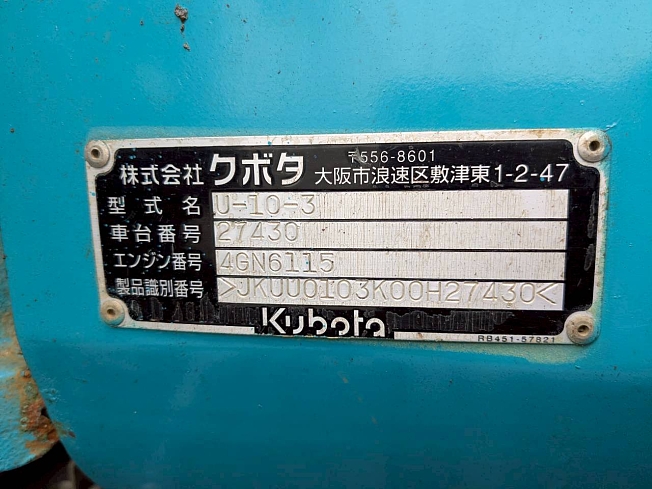 株式会社 クボタ 〒556-8601 大阪市浪速区敷津東1-2-47
型式名 U-10-3
車台番号 27430
エンジン番号 4GN6115
製品識別番号 >JKUU0103K00H27430<
Kubota
RB451-57821